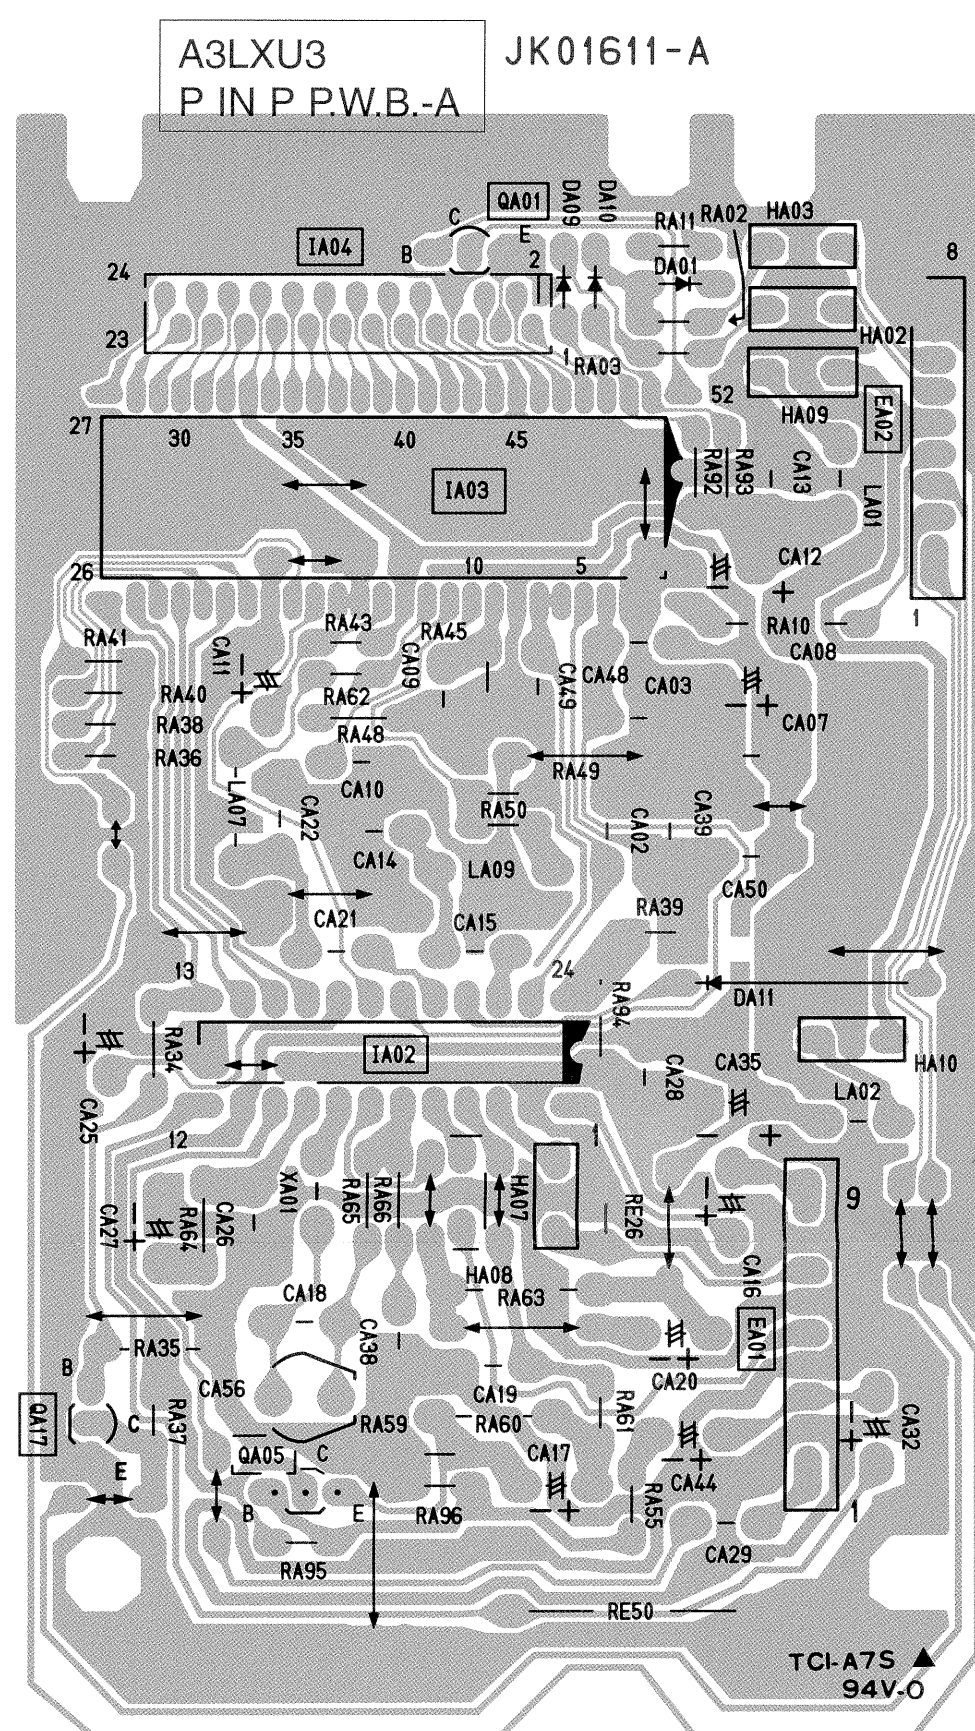 A3LXU3
P IN P P.W.B.-A
JK01611-A
QA01
DA09
DA10
RA11
RA02
HA03
C
E
B
IA04
2
DA01
8
24
23
1
RA03
HA02
52
HA09
EA02
27
30
35
40
45
IA03
RA92
RA93
CA13
LA01
26
10
5
CA12
1
RA41
CA11
RA43
RA45
RA10
CA08
RA40
RA62
CA09
CA49
CA48
CA03
RA38
RA48
CA07
RA36
CA10
RA49
LA07
CA22
RA50
CA02
CA39
CA14
LA09
CA50
CA21
CA15
RA39
13
24
RA94
DA11
RA34
IA02
CA28
CA35
HA10
CA25
LA02
12
1
XA01
RA65
RA66
HA07
RE26
9
CA27
RA64
CA26
HA08
RA63
CA16
CA18
CA38
EA01
RA35
B
CA56
CA19
CA20
QA17
C
RA37
RA59
RA60
RA61
CA32
E
QA05
C
CA17
CA44
B
E
RA96
RA55
1
RA95
CA29
RE50
TCI-A7S
94V-0